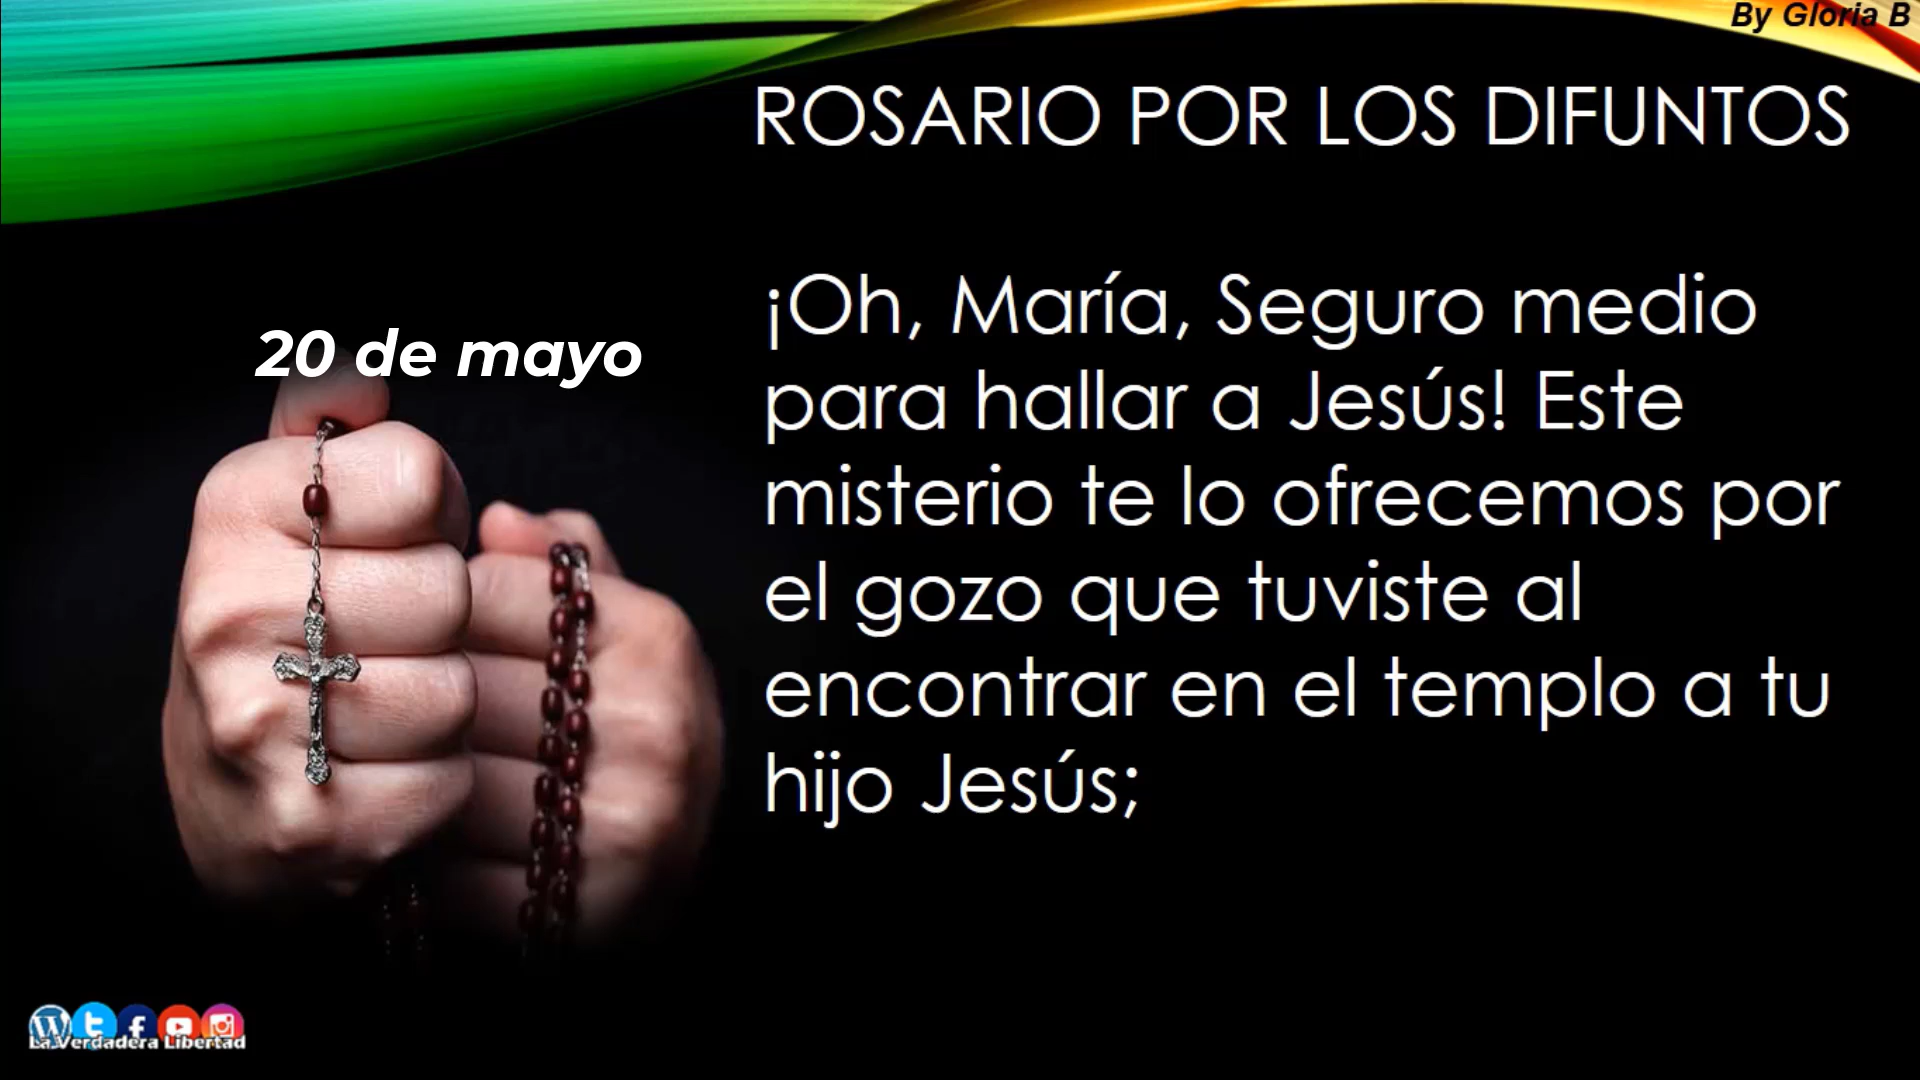 By Gloria B
ROSARIO POR LOS DIFUNTOS
20 de mayo
¡Oh, María, Seguro medio
para hallar a Jesús! Este
misterio te lo ofrecemos por
el gozo que tuviste al
encontrar en el templo a tu
hijo Jesús;
La Verdadera Libertad